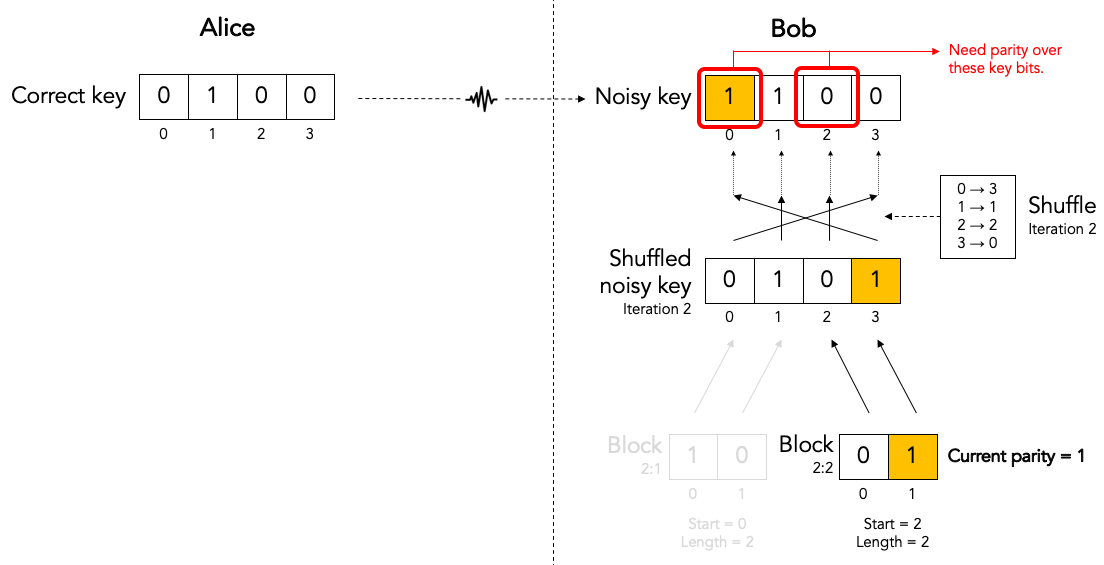 Alice
Bob
Need parity over
these key bits.
Correct key
0 1 0 0
0 1 2 3
Noisy key
1 1 0 0
0 1 2 3
0 → 3
1 → 1
2 → 2
3 → 0
Shuffle
Iteration 2
Shuffled
noisy key
Iteration 2
0 1 0 1
0 1 2 3
Block
2:1
1 0
0 1
Start = 0
Length = 2
Block
2:2
0 1
0 1
Start = 2
Length = 2
Current parity = 1